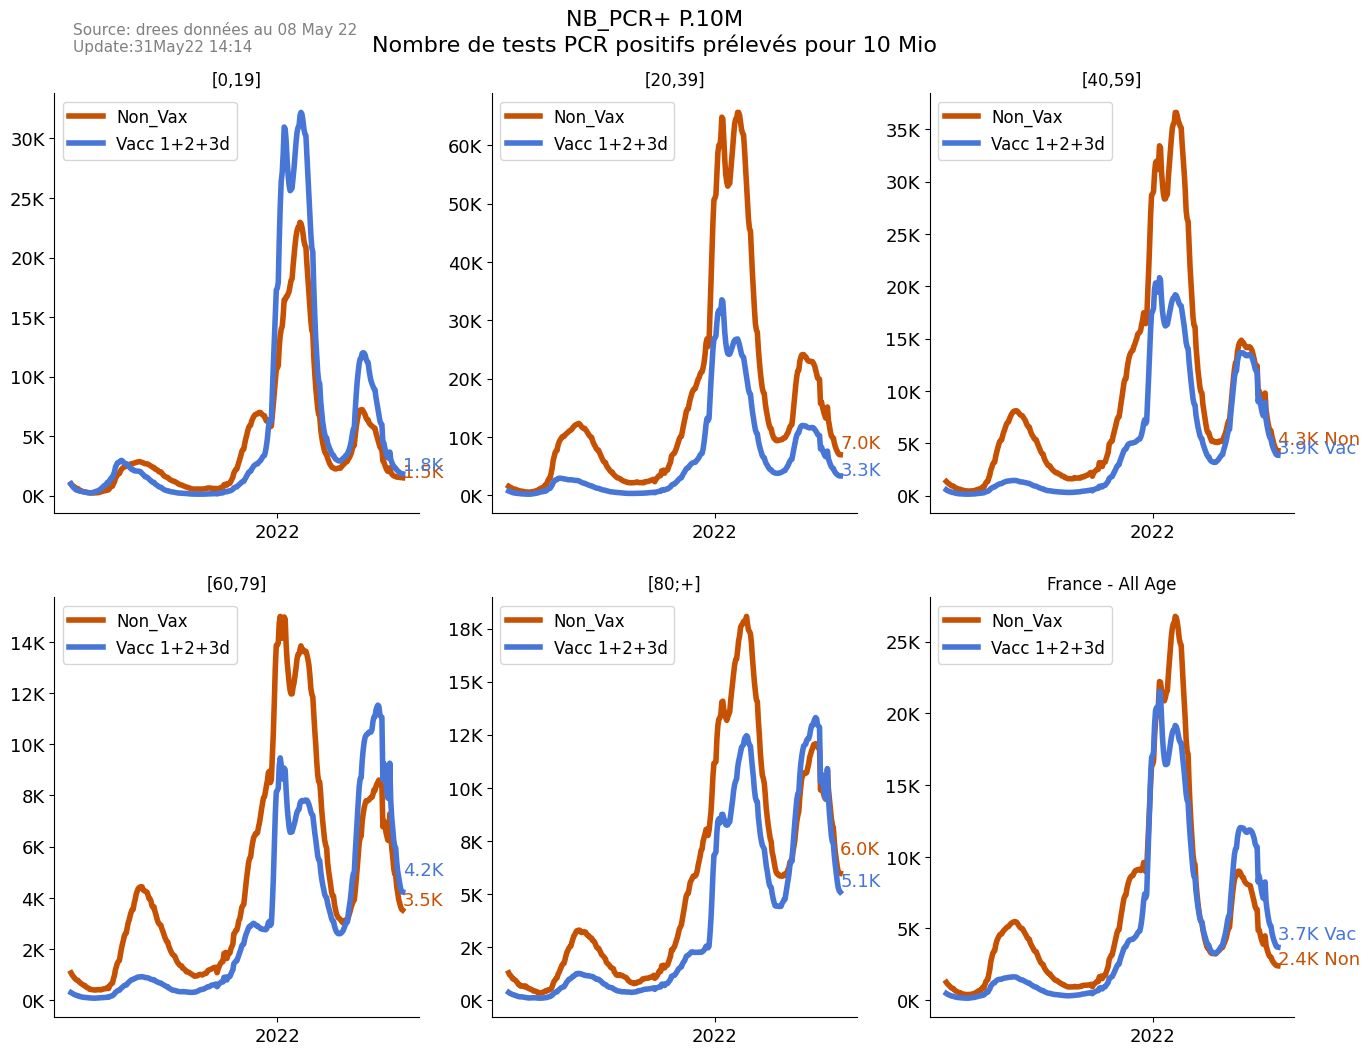 Source: drees données au 08 May 22
Update:31May22 14:14
NB_PCR+ P.10M
Nombre de tests PCR positifs prélevés pour 10 Mio
[0,19]
Non_Vax
Vacc 1+2+3d
30K
25K
20K
15K
10K
5K
0K
1.8K
1.5K
2022
[20,39]
Non_Vax
Vacc 1+2+3d
60K
50K
40K
30K
20K
10K
0K
7.0K
3.3K
2022
[40,59]
Non_Vax
Vacc 1+2+3d
35K
30K
25K
20K
15K
10K
5K
0K
4.3K Non
3.9K Vac
2022
[60,79]
Non_Vax
Vacc 1+2+3d
14K
12K
10K
8K
6K
4K
2K
0K
4.2K
3.5K
2022
[80;+]
Non_Vax
Vacc 1+2+3d
18K
15K
12K
10K
8K
5K
2K
0K
6.0K
5.1K
2022
France - All Age
Non_Vax
Vacc 1+2+3d
25K
20K
15K
10K
5K
0K
3.7K Vac
2.4K Non
2022